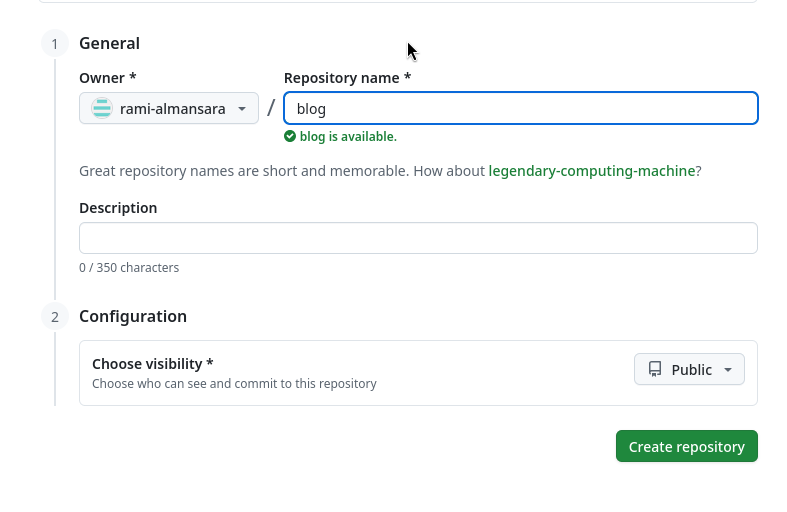 1 General
Owner * Repository name *
rami-almansara / blog
blog is available.
Great repository names are short and memorable. How about legendary-computing-machine?
Description
0 / 350 characters
2 Configuration
Choose visibility *
Choose who can see and commit to this repository
Public
Create repository